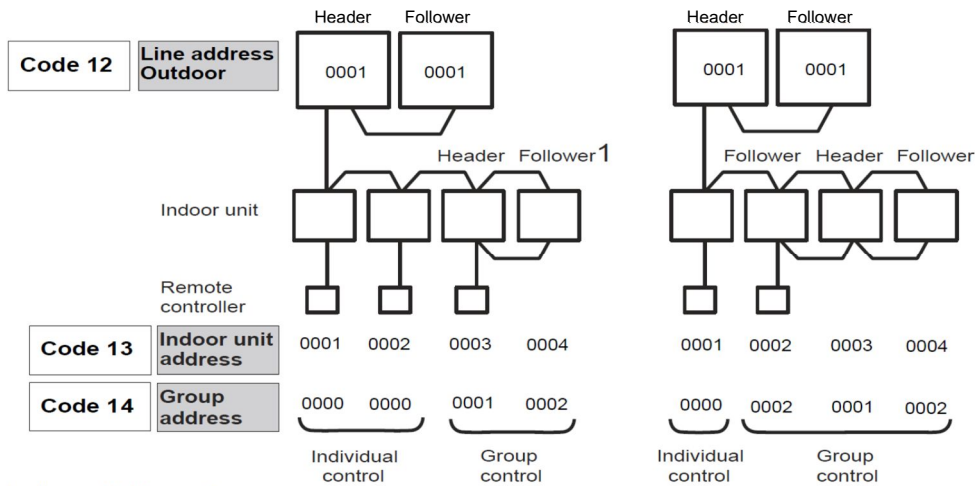 Header Follower Header Follower
Code 12 Line address
Outdoor
0001 0001 0001 0001
Header Follower 1 Follower Header Follower
Indoor unit
Remote
controller
Code 13 Indoor unit
address
0001 0002 0003 0004 0001 0002 0003 0004
Code 14 Group
address
0000 0000 0001 0002 0000 0002 0001 0002
Individual
control
Group
control
Individual
control
Group
control